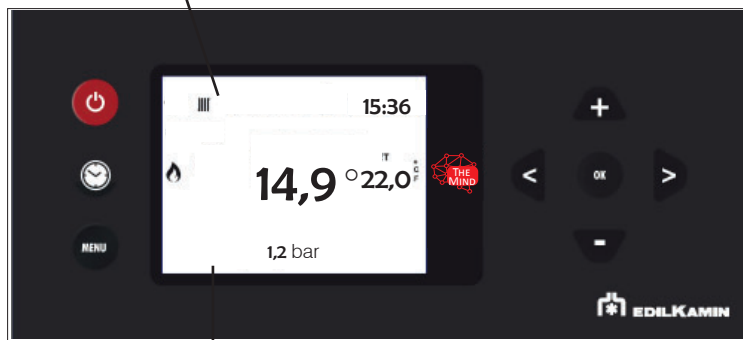 15:36
14,9 °22,0
°C
°F
THE
MIND
OK
MENU
1,2 bar
EDILKAMIN